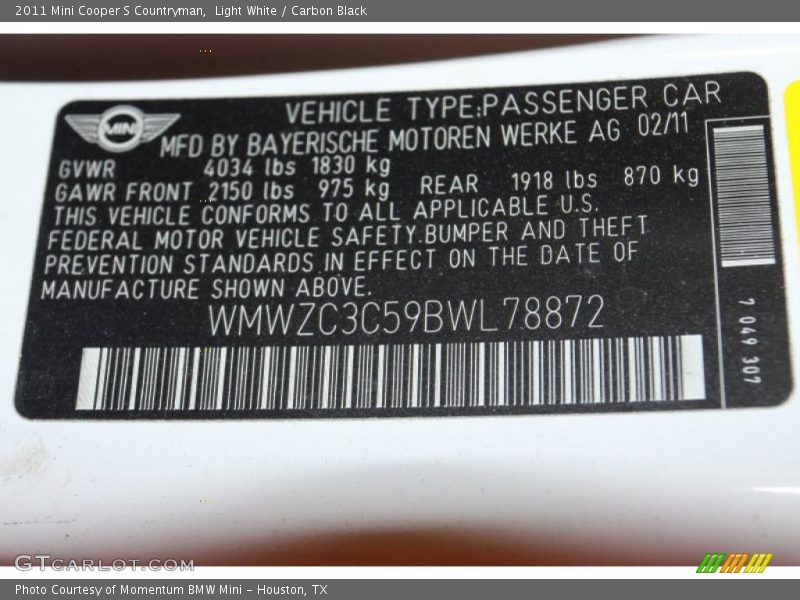 2011 Mini Cooper S Countryman,  Light White / Carbon Black
MINI
VEHICLE TYPE:PASSENGER CAR
MFD BY BAYERISCHE MOTOREN WERKE AG 02/11
GVWR 4034 lbs 1830 kg
GAWR FRONT 2150 lbs 975 kg REAR 1918 lbs 870 kg
THIS VEHICLE CONFORMS TO ALL APPLICABLE U.S.
FEDERAL MOTOR VEHICLE SAFETY.BUMPER AND THEFT
PREVENTION STANDARDS IN EFFECT ON THE DATE OF
MANUFACTURE SHOWN ABOVE.
WMWZC3C59BWL78872
7 049 307
GTCARLOT.COM
Photo Courtesy of Momentum BMW Mini - Houston, TX